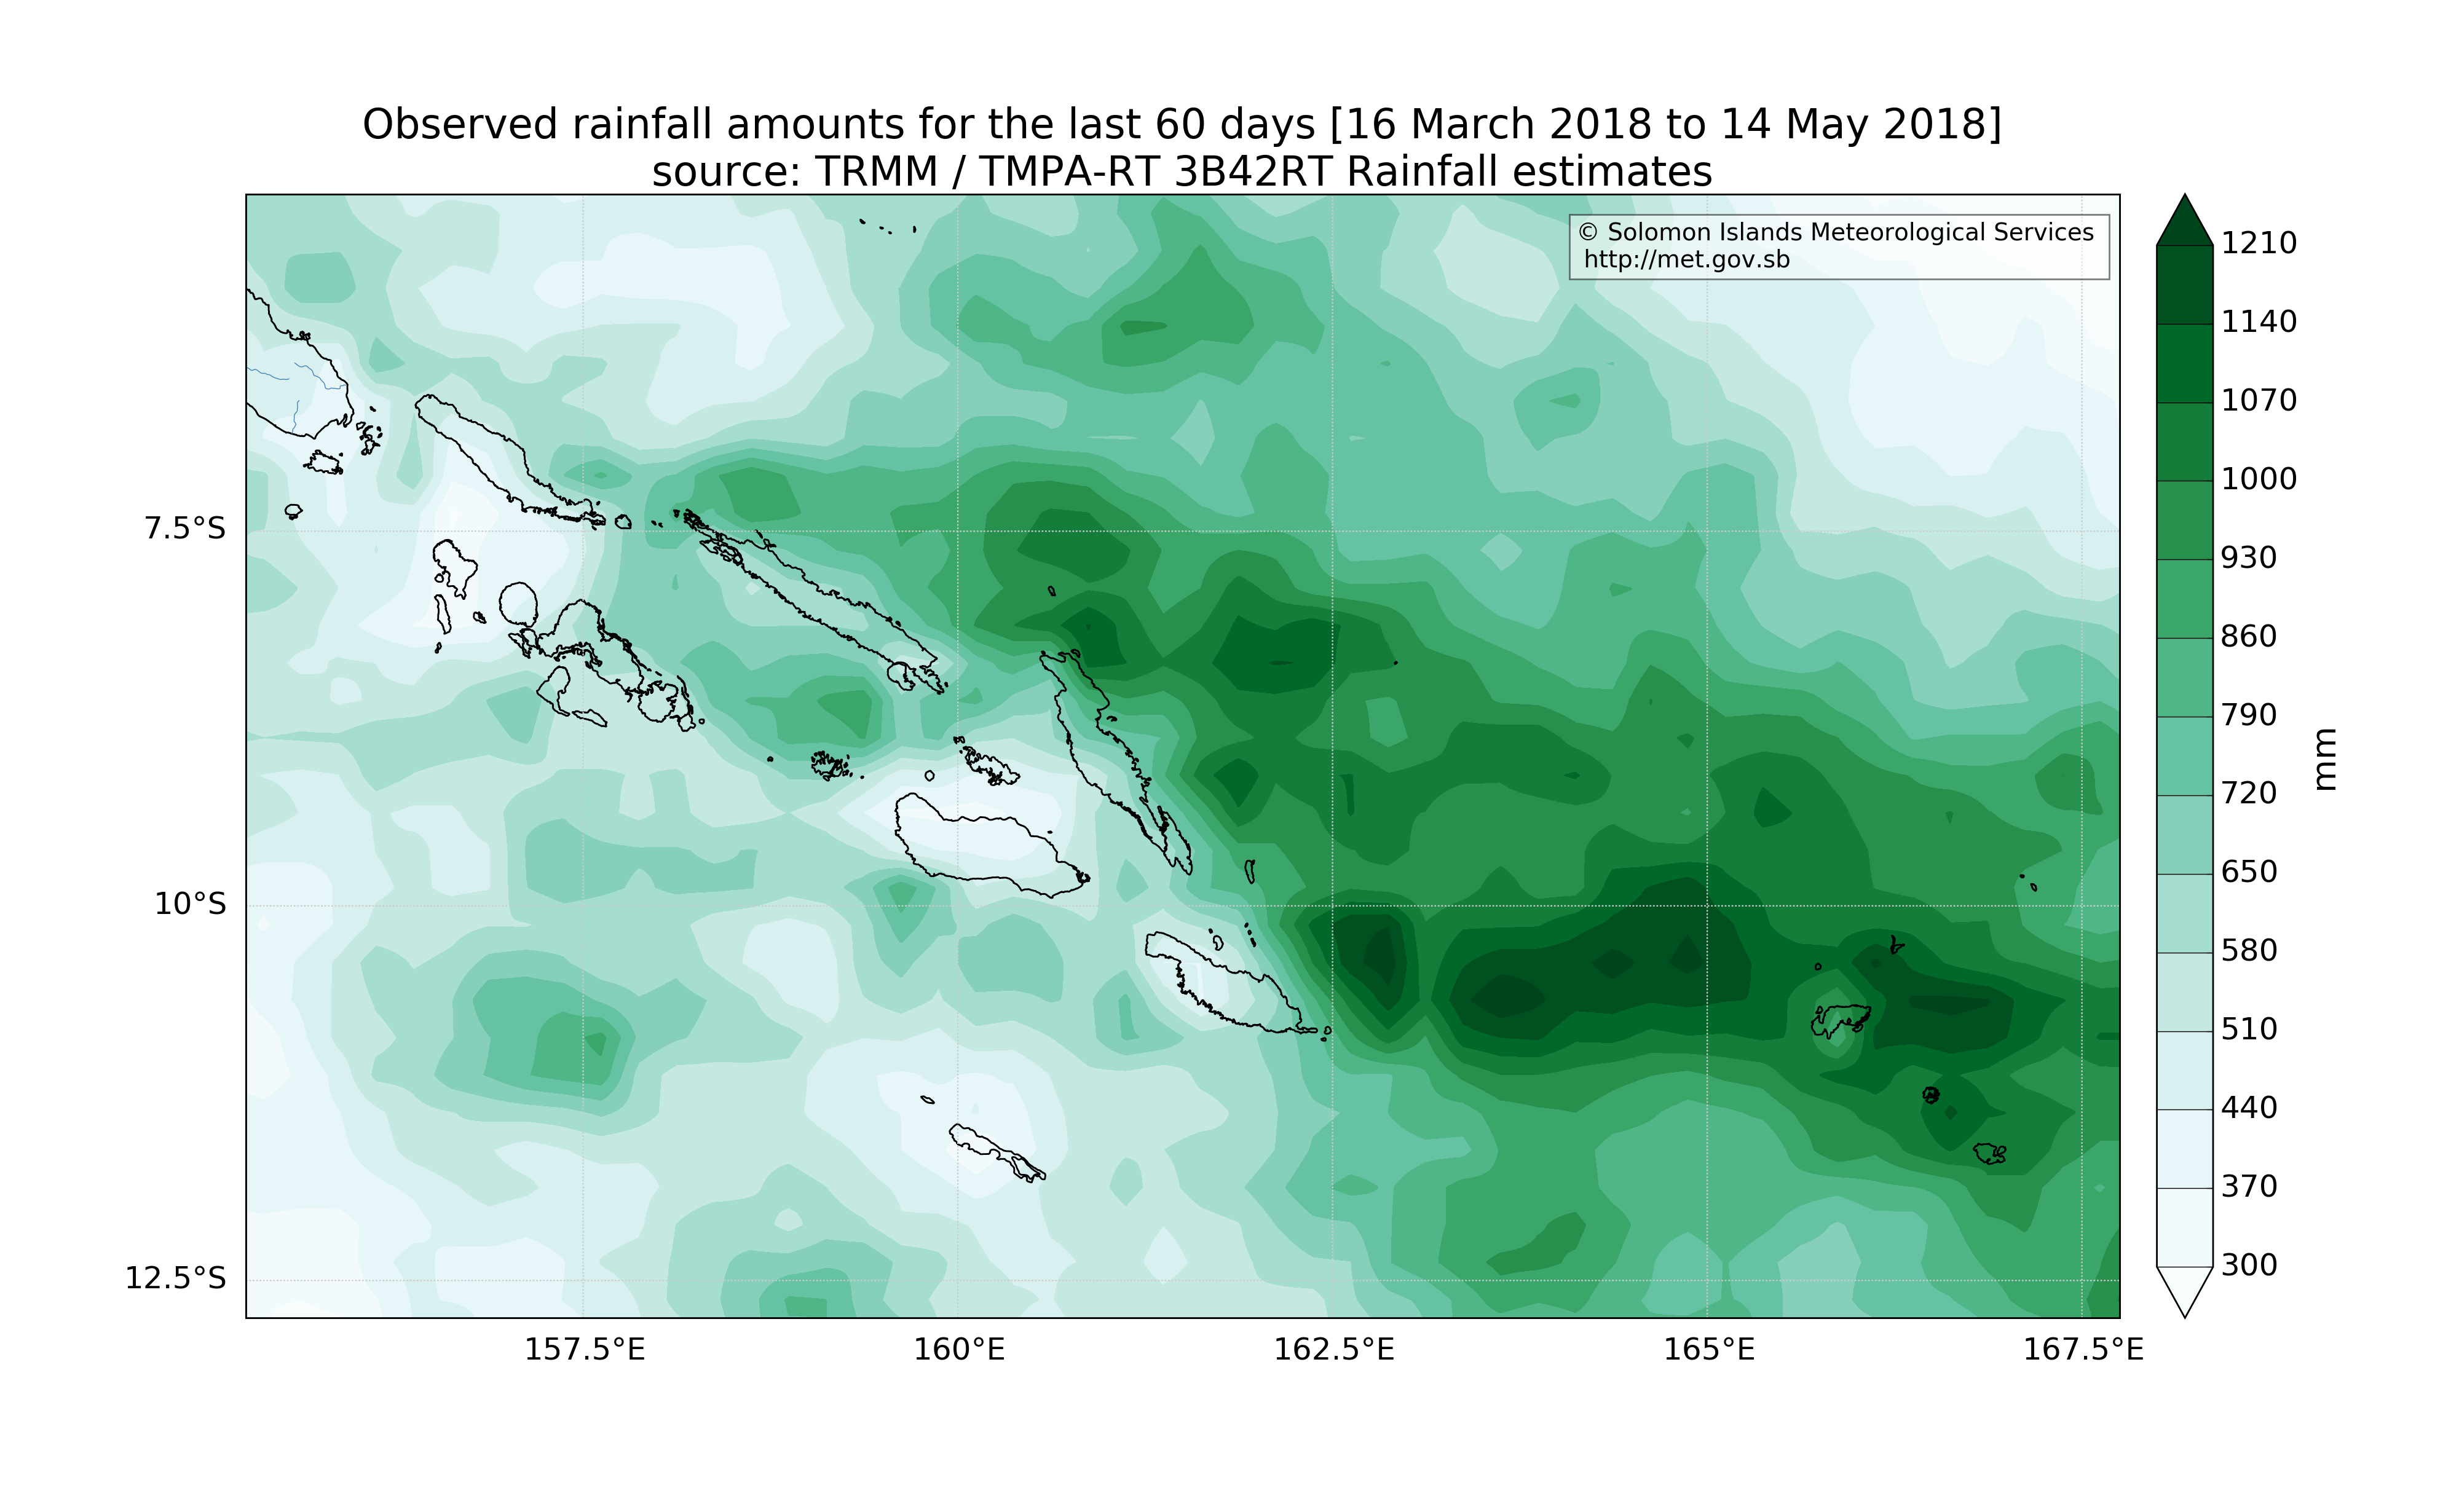 Observed rainfall amounts for the last 60 days [16 March 2018 to 14 May 2018]
source: TRMM / TMPA-RT 3B42RT Rainfall estimates
© Solomon Islands Meteorological Services
http://met.gov.sb
7.5°S
10°S
12.5°S
157.5°E
160°E
162.5°E
165°E
167.5°E
1210
1140
1070
1000
930
860
790
720
650
580
510
440
370
300
mm